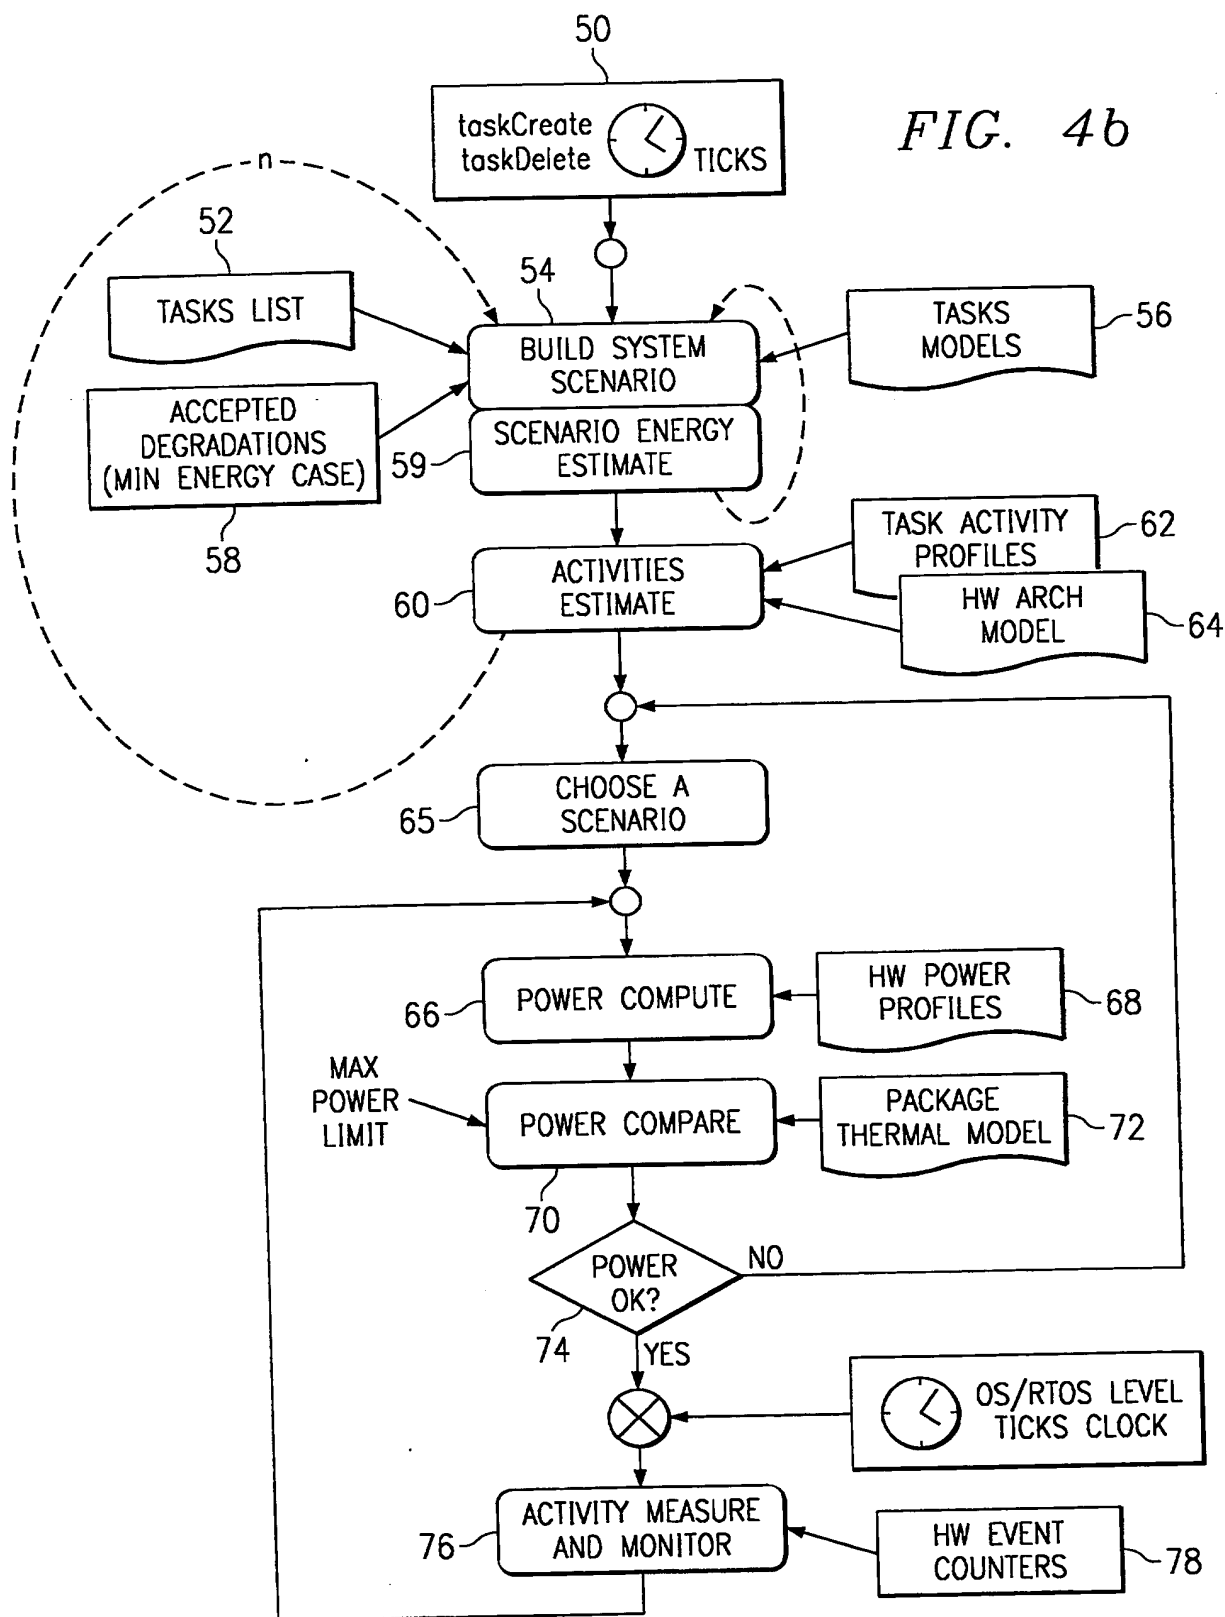 50
FIG. 4b
taskCreate
taskDelete
TICKS
n
52
54
TASKS LIST
BUILD SYSTEM
SCENARIO
TASKS
MODELS
56
ACCEPTED
DEGRADATIONS
(MIN ENERGY CASE)
58
59
SCENARIO ENERGY
ESTIMATE
60
ACTIVITIES
ESTIMATE
TASK ACTIVITY
PROFILES
62
HW ARCH
MODEL
64
65
CHOOSE A
SCENARIO
66
POWER COMPUTE
HW POWER
PROFILES
68
MAX
POWER
LIMIT
POWER COMPARE
70
PACKAGE
THERMAL MODEL
72
POWER
OK?
NO
74
YES
OS/RTOS LEVEL
TICKS CLOCK
76
ACTIVITY MEASURE
AND MONITOR
HW EVENT
COUNTERS
78